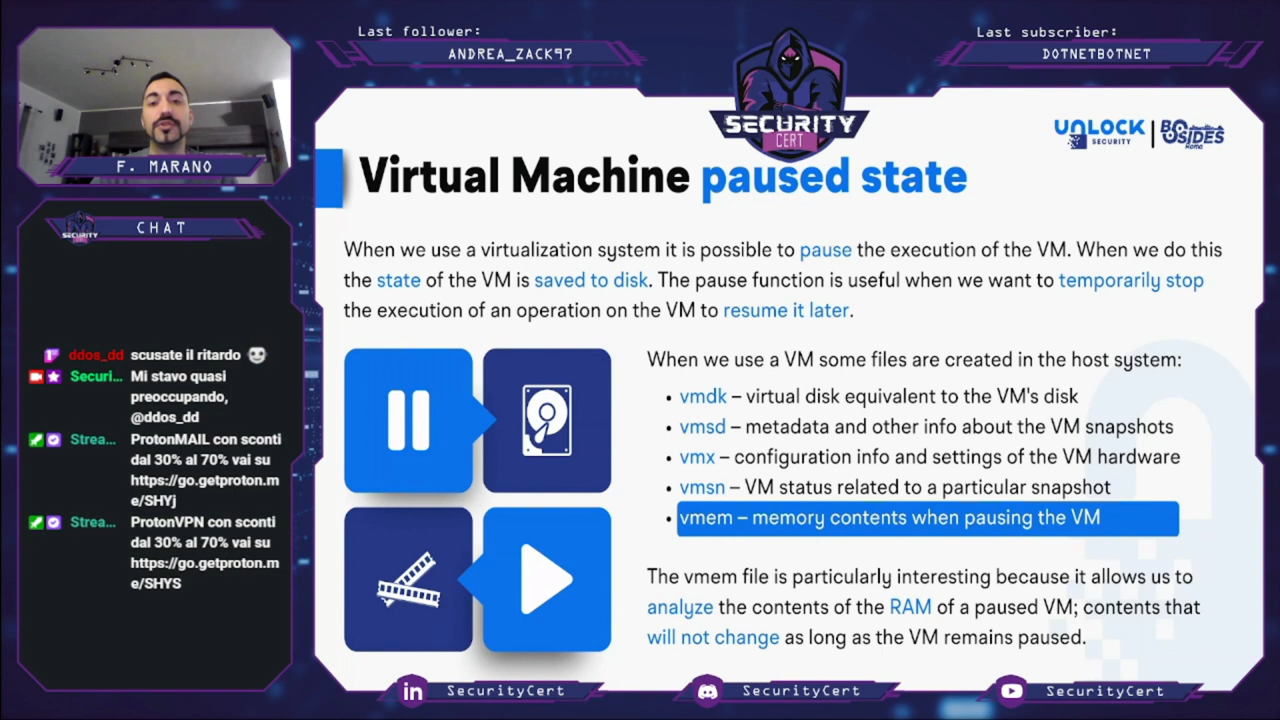 Last follower:
ANDREA_ZACK97
Last subscriber:
DOTNETBOTNET
SECURITY
CERT
UNLOCK
SECURITY
BSIDES
Roma
F. MARANO
SECURITY
CHAT
ddos_dd scusate il ritardo
Securi... Mi stavo quasi
preoccupando,
@ddos_dd
Strea... ProtonMAIL con sconti
dal 30% al 70% vai su
https://go.getproton.m
e/SHYj
Strea... ProtonVPN con sconti
dal 30% al 70% vai su
https://go.getproton.m
e/SHYS
Virtual Machine paused state
When we use a virtualization system it is possible to pause the execution of the VM. When we do this
the state of the VM is saved to disk. The pause function is useful when we want to temporarily stop
the execution of an operation on the VM to resume it later.
When we use a VM some files are created in the host system:
• vmdk – virtual disk equivalent to the VM's disk
• vmsd – metadata and other info about the VM snapshots
• vmx – configuration info and settings of the VM hardware
• vmsn – VM status related to a particular snapshot
• vmem – memory contents when pausing the VM
The vmem file is particularly interesting because it allows us to
analyze the contents of the RAM of a paused VM; contents that
will not change as long as the VM remains paused.
in SecurityCert
SecurityCert
SecurityCert